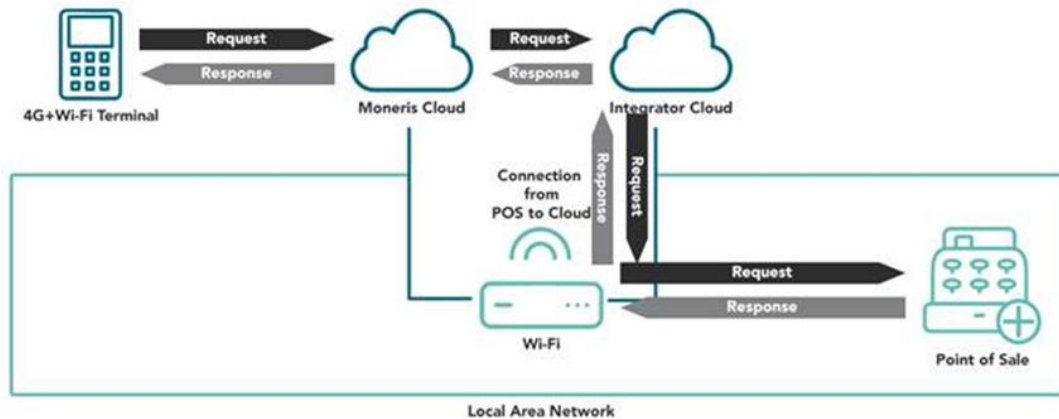 Request
Response
Request
Response
4G+Wi-Fi Terminal
Moneris Cloud
Integrator Cloud
Connection
from
POS to Cloud
Response
Request
Request
Response
Wi-Fi
Point of Sale
Local Area Network